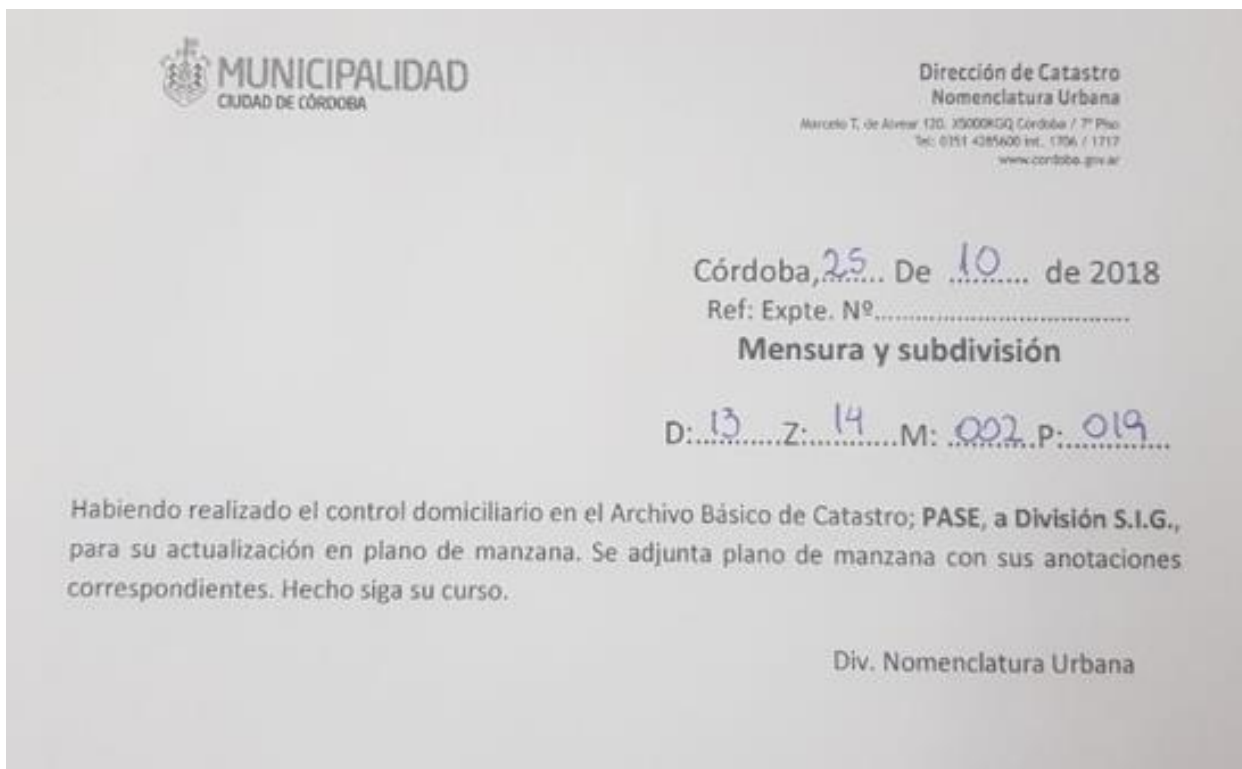 MUNICIPALIDAD
CIUDAD DE CÓRDOBA
Dirección de Catastro
Nomenclatura Urbana
Marcelo T. de Alvear 120. X5000KGQ Córdoba / 7º Piso
Tel: 0351 4285600 int. 1706 / 1717
www.cordoba.gov.ar
Córdoba, 25 De 10 de 2018
Ref: Expte. Nº....................................
Mensura y subdivisión
D: 13 Z: 14 M: 002 P: 019
Habiendo realizado el control domiciliario en el Archivo Básico de Catastro; PASE, a División S.I.G.,
para su actualización en plano de manzana. Se adjunta plano de manzana con sus anotaciones
correspondientes. Hecho siga su curso.
Div. Nomenclatura Urbana